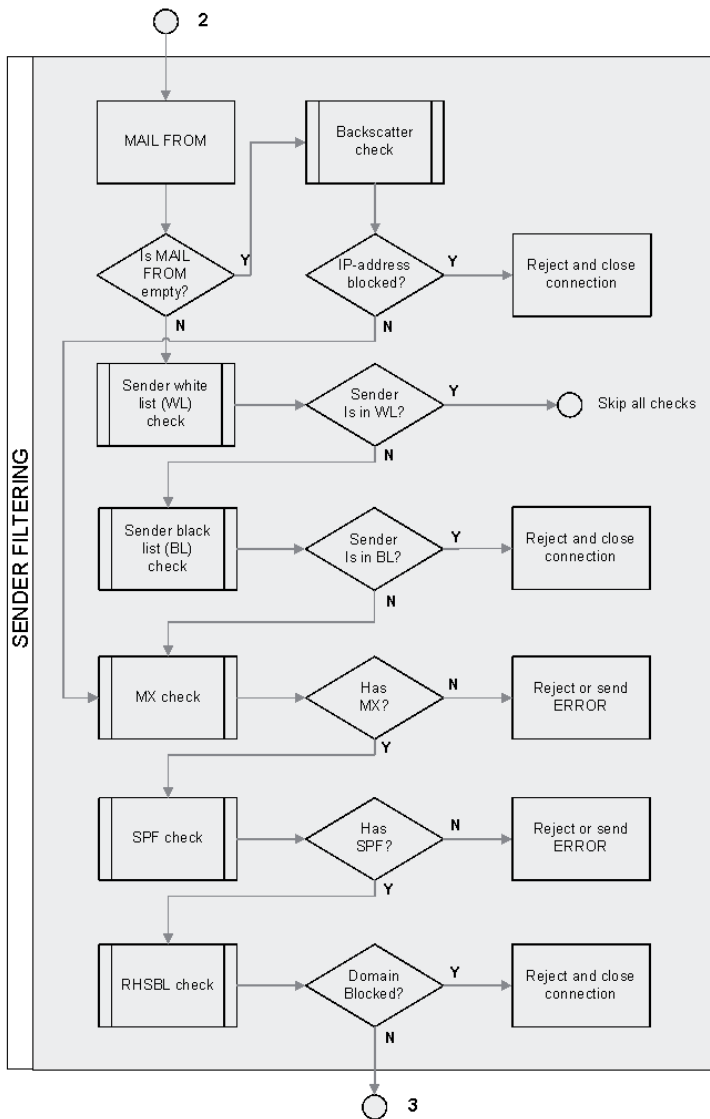 2
SENDER FILTERING
MAIL FROM
Backscatter
check
Is MAIL
FROM
empty?
Y
IP-address
blocked?
Y
Reject and close
connection
N
N
Sender white
list (WL)
check
Sender
Is in WL?
Y
Skip all checks
N
Sender black
list (BL)
check
Sender
Is in BL?
Y
Reject and close
connection
N
MX check
Has
MX?
N
Reject or send
ERROR
Y
SPF check
Has
SPF?
N
Reject or send
ERROR
Y
RHSBL check
Domain
Blocked?
Y
Reject and close
connection
N
3